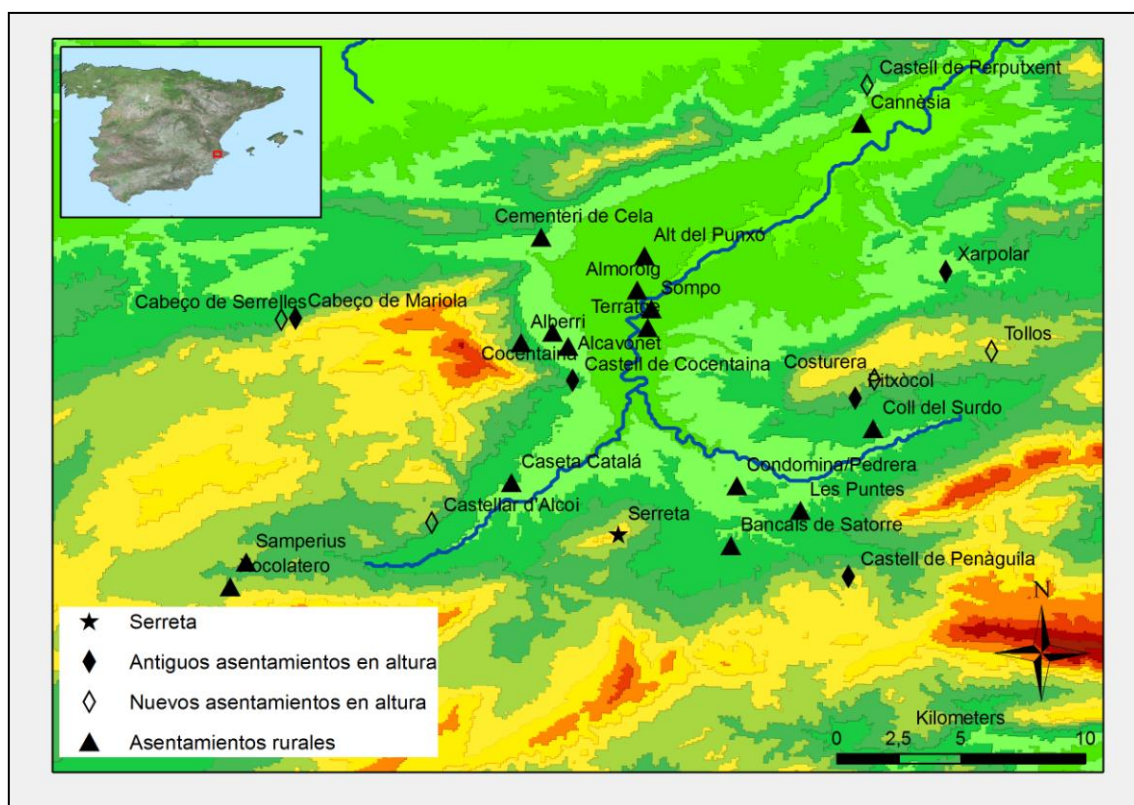 Castell de Perputxent
Cannèsia
Cementeri de Cela
Alt del Punxó
Almoroig
Sompo
Xarpolar
Cabeço de Serrelles
Cabeço de Mariola
Alberri
Cocentaina
Alcavonet
Castell de Cocentaina
Costurera
Tollos
Coll del Surdo
Caseta Catalá
Condomina/Pedrera
Castellar d'Alcoi
Les Puntes
Serreta
Bancals de Satorre
Samperius
Castell de Penàguila
Serreta
Antiguos asentamientos en altura
Nuevos asentamientos en altura
Asentamientos rurales
N
Kilometers
0 2,5 5 10